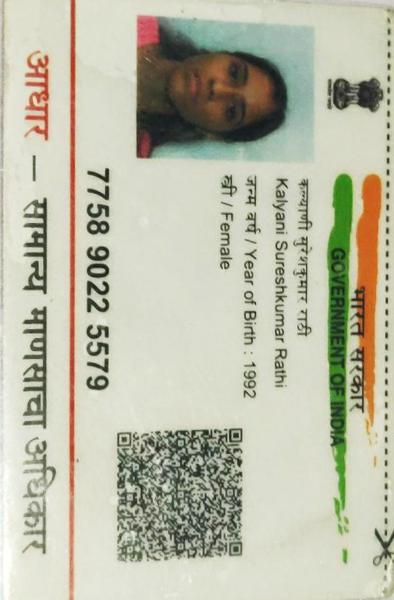 भारत सरकार
GOVERNMENT OF INDIA
कल्याणी सुरेशकुमार राठी
Kalyani Sureshkumar Rathi
जन्म वर्ष / Year of Birth : 1992
स्त्री / Female
7758 9022 5579
आधार – सामान्य माणसाचा अधिकार